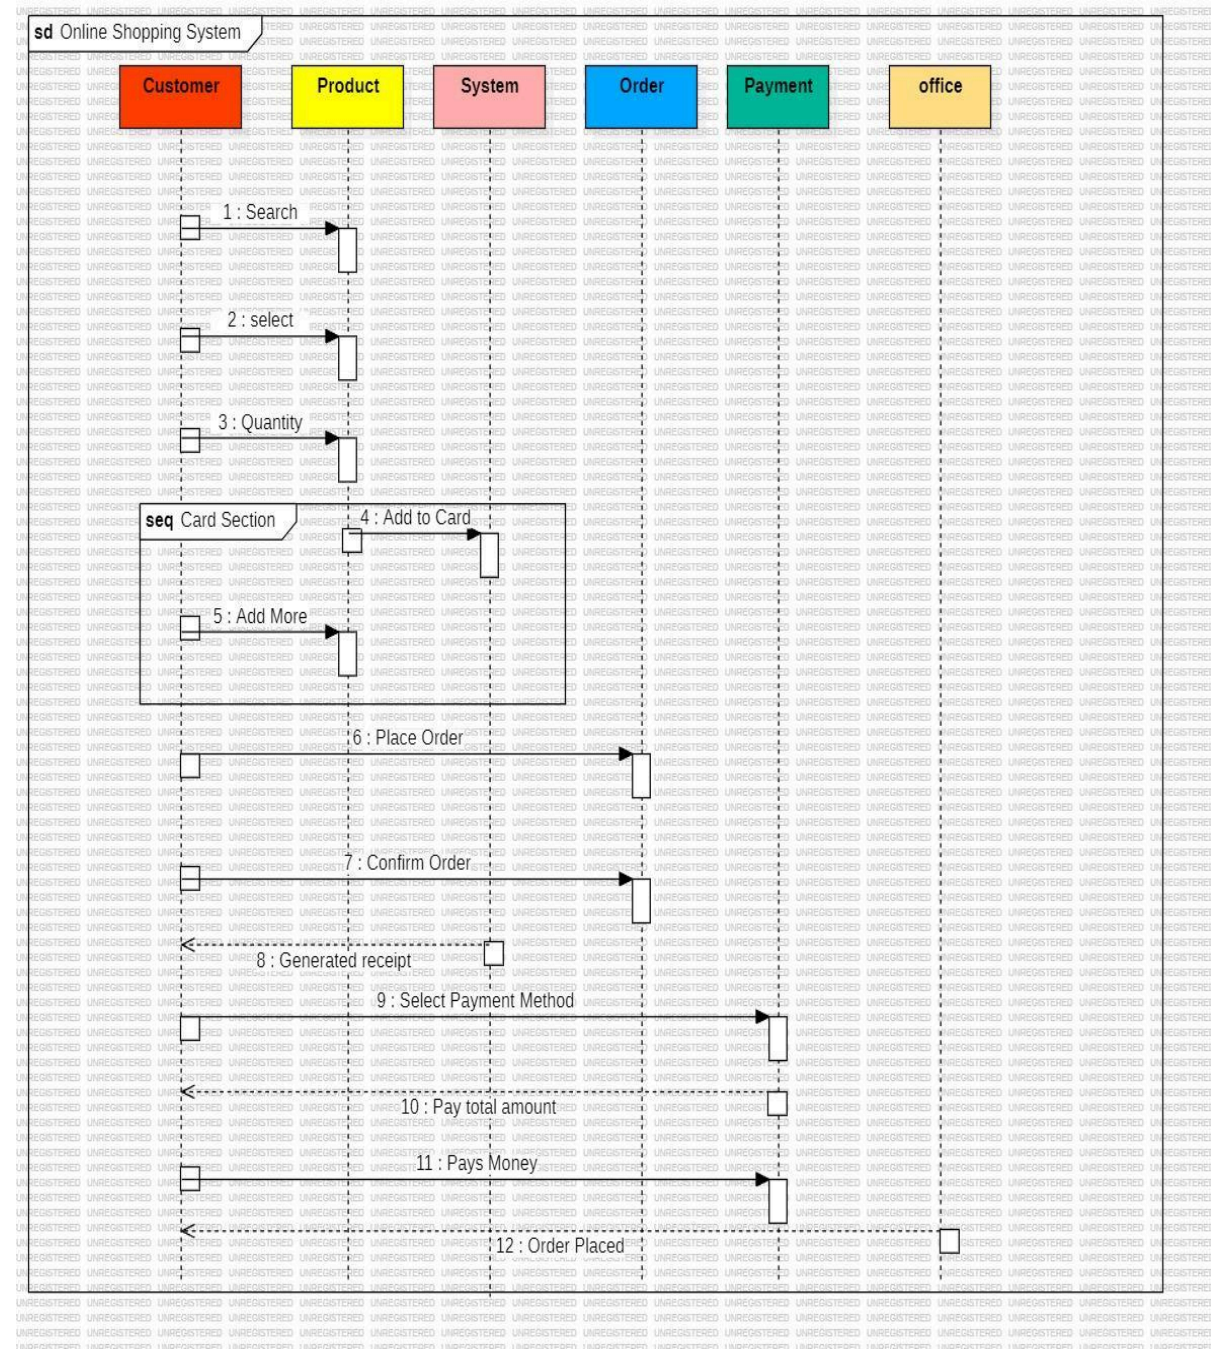 sd Online Shopping System
Customer Product System Order Payment office
1 : Search
2 : select
3 : Quantity
seq Card Section
4 : Add to Card
5 : Add More
6 : Place Order
7 : Confirm Order
8 : Generated receipt
9 : Select Payment Method
10 : Pay total amount
11 : Pays Money
12 : Order Placed
UNREGISTERED